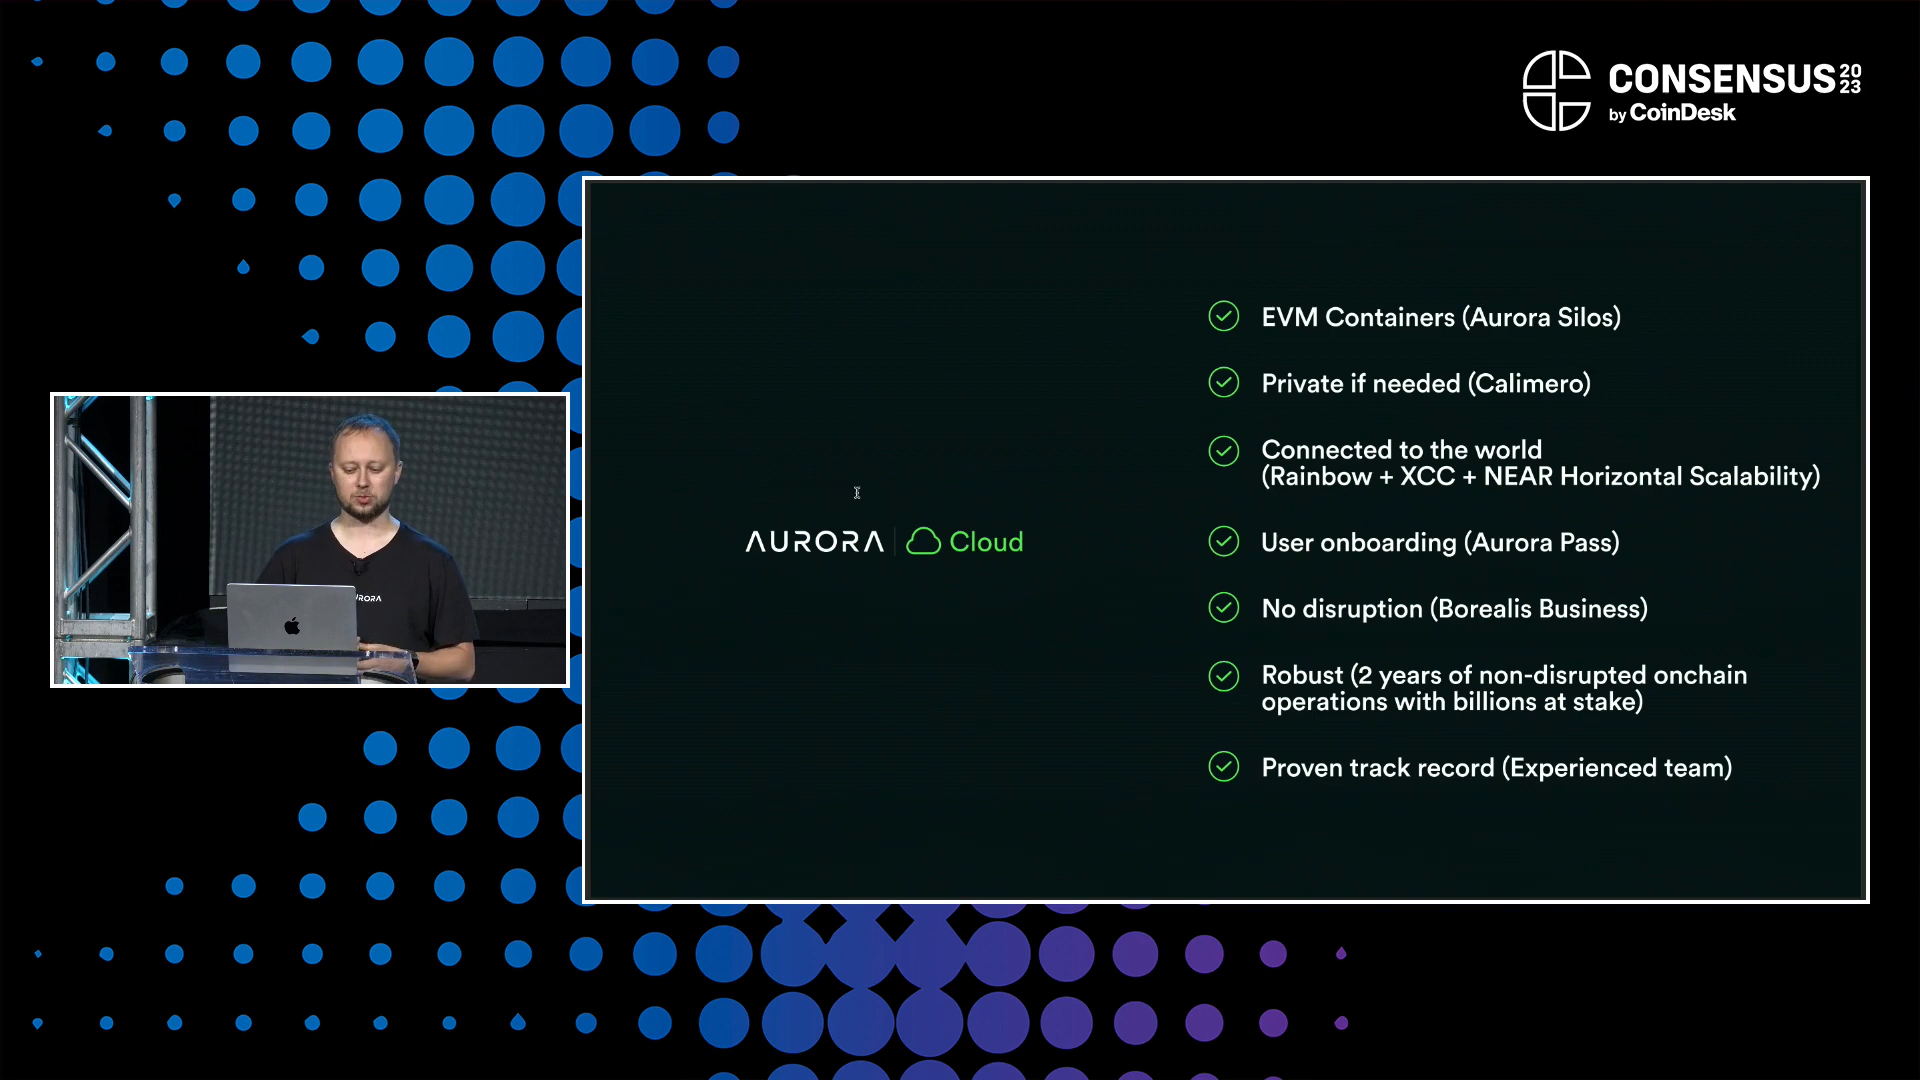 CONSENSUS 20 23
by CoinDesk
EVM Containers (Aurora Silos)
Private if needed (Calimero)
Connected to the world
(Rainbow + XCC + NEAR Horizontal Scalability)
AURORA Cloud
User onboarding (Aurora Pass)
No disruption (Borealis Business)
Robust (2 years of non-disrupted onchain
operations with billions at stake)
Proven track record (Experienced team)